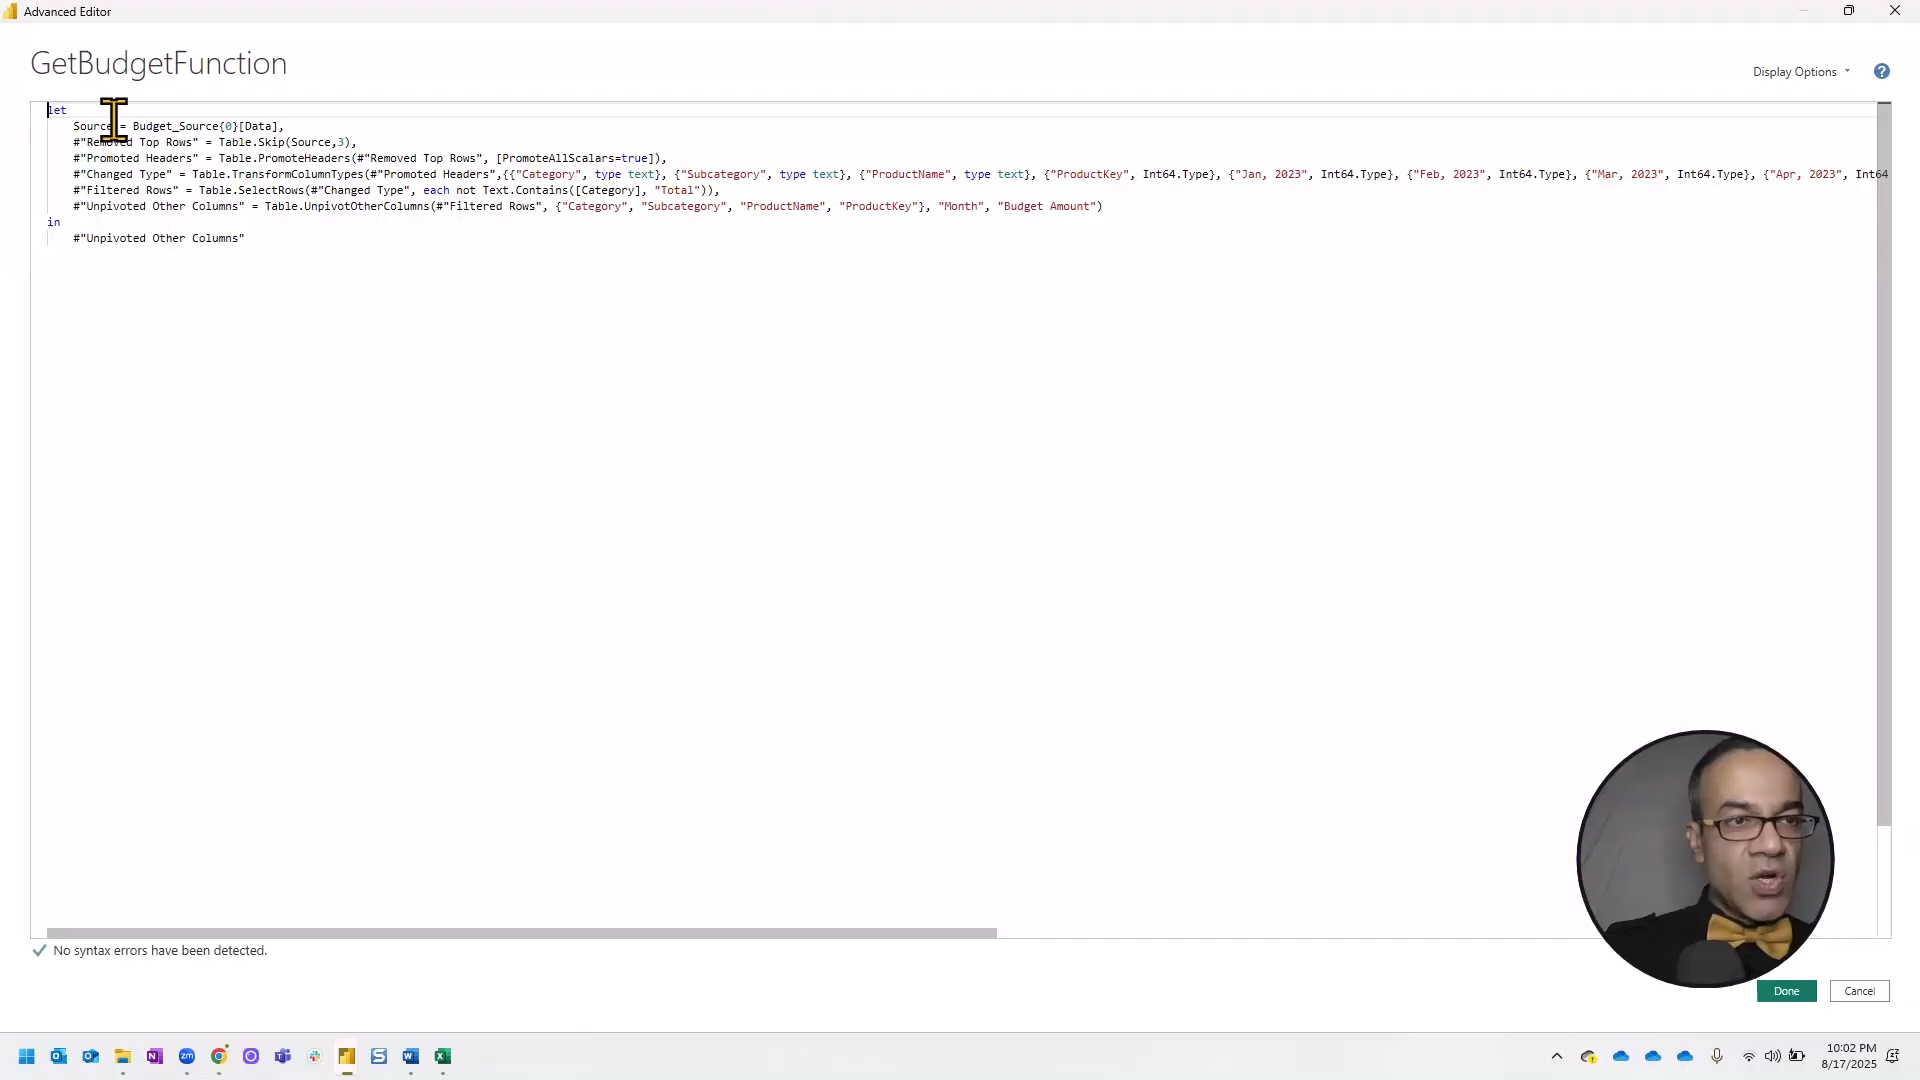 Advanced Editor
GetBudgetFunction
Display Options
?
let
Source = Budget_Source{0}[Data],
#"Removed Top Rows" = Table.Skip(Source,3),
#"Promoted Headers" = Table.PromoteHeaders(#"Removed Top Rows", [PromoteAllScalars=true]),
#"Changed Type" = Table.TransformColumnTypes(#"Promoted Headers",{{"Category", type text}, {"Subcategory", type text}, {"ProductName", type text}, {"ProductKey", Int64.Type}, {"Jan, 2023", Int64.Type}, {"Feb, 2023", Int64.Type}, {"Mar, 2023", Int64.Type}, {"Apr, 2023", Int64
#"Filtered Rows" = Table.SelectRows(#"Changed Type", each not Text.Contains([Category], "Total")),
#"Unpivoted Other Columns" = Table.UnpivotOtherColumns(#"Filtered Rows", {"Category", "Subcategory", "ProductName", "ProductKey"}, "Month", "Budget Amount")
in
#"Unpivoted Other Columns"
No syntax errors have been detected.
Done
Cancel
10:02 PM
8/17/2025